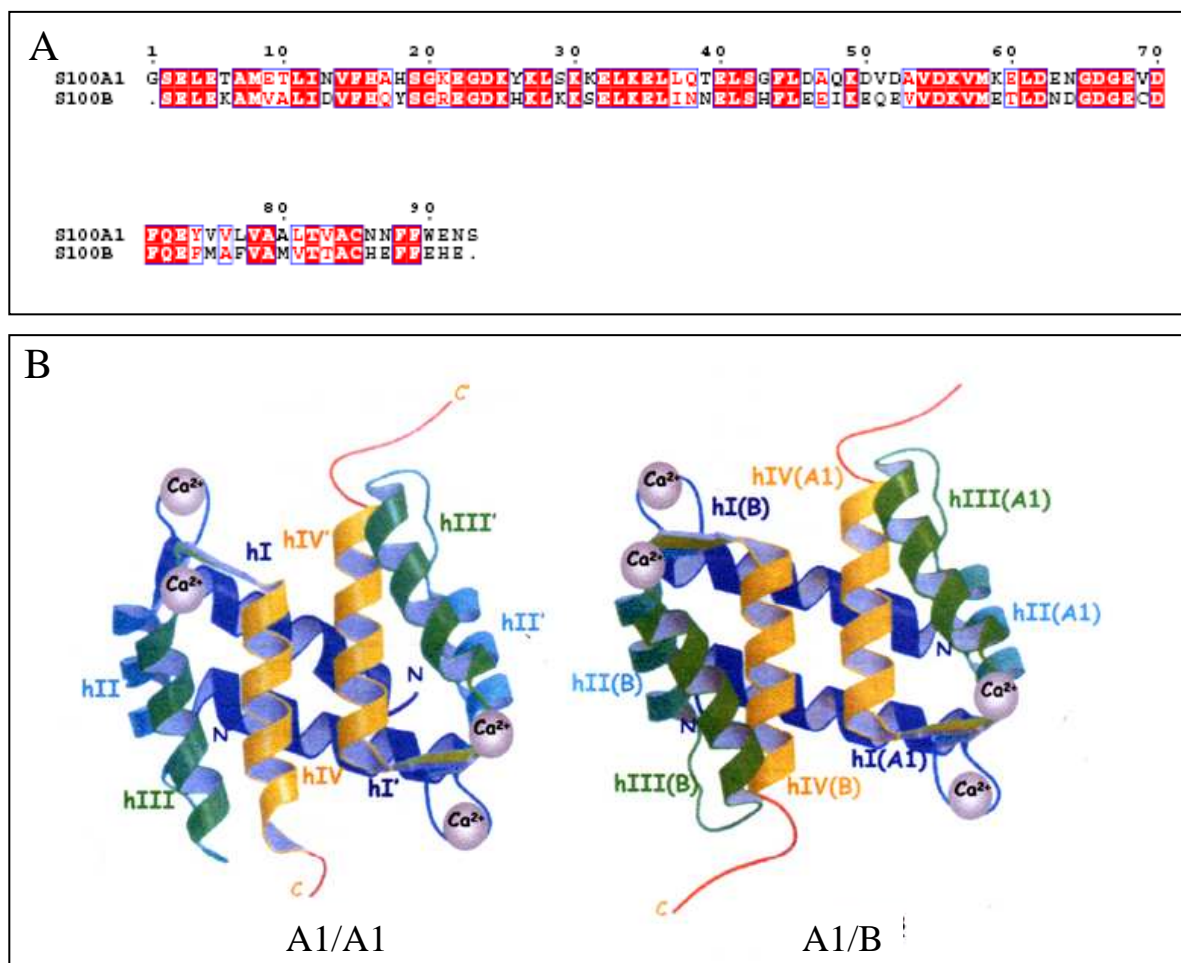 A
1 10 20 30 40 50 60 70
S100A1 GSELETAMETLINVFHAHSGKEGDKYKLSKKELKELLQTELSGFLDAQKDVDAVDKVMKELDENGDGEVD
S100B .SELEKAMVALIDVFHQYSGREGDKHKLKKSELKELINNELSHFLEEIKEQEVVDKVMETLDNDGDGECD
80 90
S100A1 FQEYVVLVAALTVACNNFFWENS
S100B FQEFMAFVAMVTTACHEFFEHE.
B
C
Ca2+ hIV' hIII' Ca2+ hIV(A1) hIII(A1)
hI hI(B)
Ca2+ Ca2+
hII' hII(A1)
hII N hII(B) N
N Ca2+ N Ca2+
hIII hIV hI' hIII(B) hIV(B) hI(A1)
Ca2+ Ca2+
C C
A1/A1 A1/B